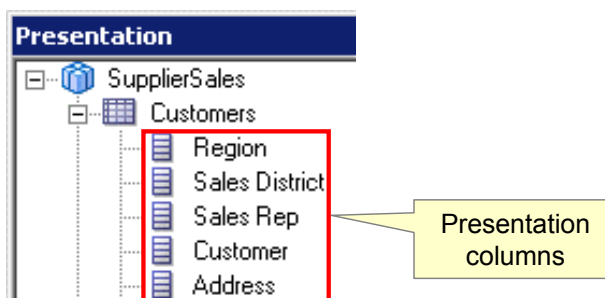 Presentation
SupplierSales
Customers
Region
Sales District
Sales Rep
Customer
Address
Presentation
columns